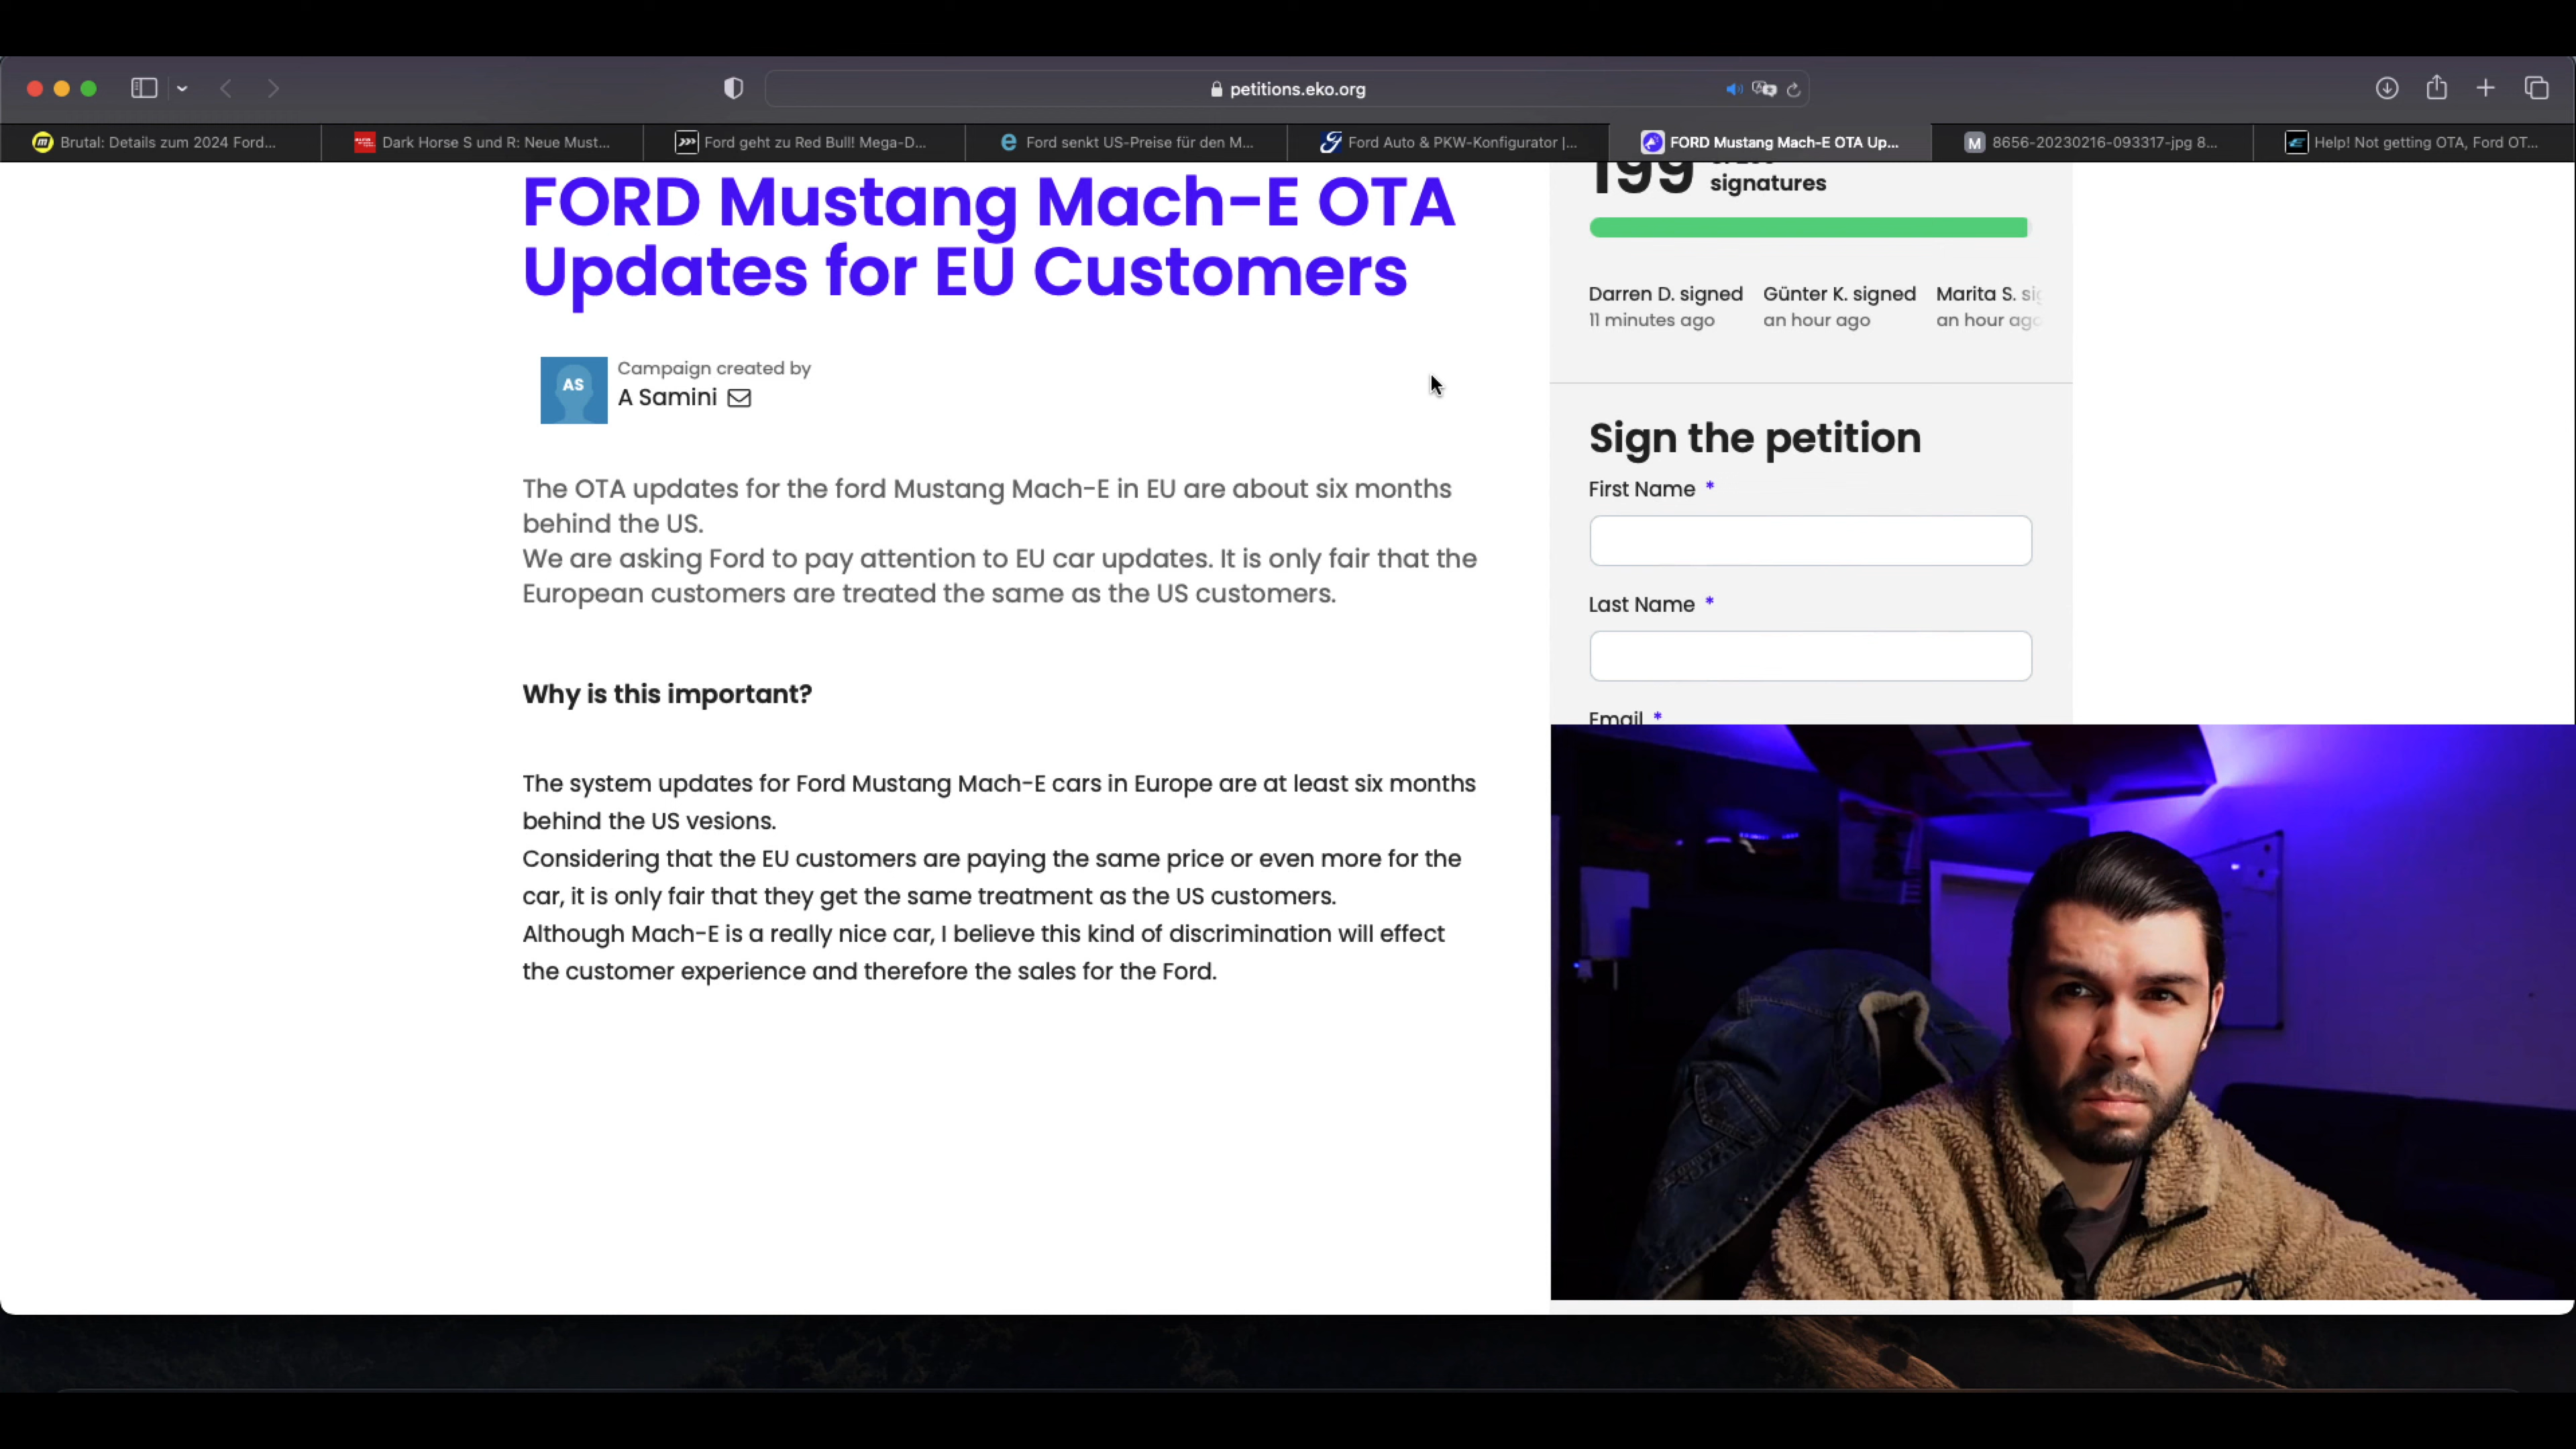 petitions.eko.org
Brutal: Details zum 2024 Ford...
Dark Horse S und R: Neue Must...
Ford geht zu Red Bull! Mega-D...
Ford senkt US-Preise für den M...
Ford Auto & PKW-Konfigurator |...
FORD Mustang Mach-E OTA Up...
M
8656-20230216-093317-jpg 8...
Help! Not getting OTA, Ford OT...
FORD Mustang Mach-E OTA
Updates for EU Customers
AS
Campaign created by
A Samini
The OTA updates for the ford Mustang Mach-E in EU are about six months
behind the US.
We are asking Ford to pay attention to EU car updates. It is only fair that the
European customers are treated the same as the US customers.
Why is this important?
The system updates for Ford Mustang Mach-E cars in Europe are at least six months
behind the US vesions.
Considering that the EU customers are paying the same price or even more for the
car, it is only fair that they get the same treatment as the US customers.
Although Mach-E is a really nice car, I believe this kind of discrimination will effect
the customer experience and therefore the sales for the Ford.
199
signatures
Darren D. signed
11 minutes ago
Günter K. signed
an hour ago
Marita S. sig
an hour ago
Sign the petition
First Name *
Last Name *
Email *